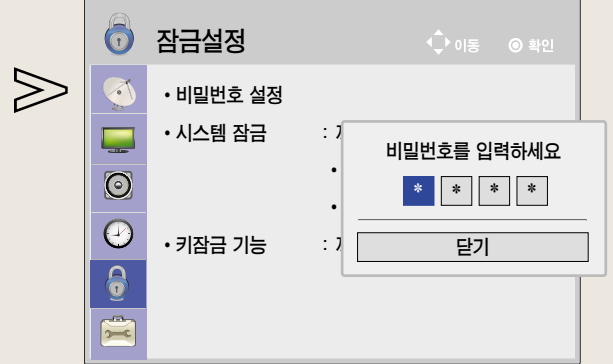 잠금설정
이동 확인
• 비밀번호 설정
• 시스템 잠금 :
• 키잠금 기능 :
비밀번호를 입력하세요
* * * *
닫기